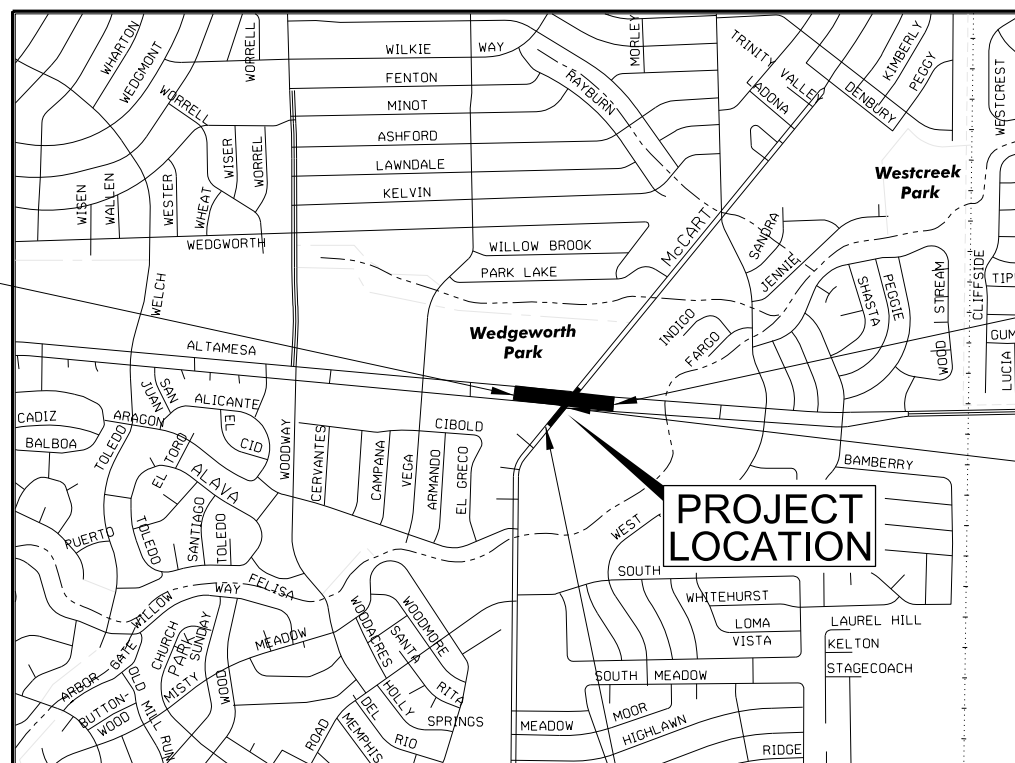 WHARTON
WEDGMONT
WORRELL
WORRELL
WILKIE WAY
FENTON
MINOT
ASHFORD
LAWNDALE
KELVIN
RAYBURN
MORLEY
TRINITY VALLEY
LADONA
DENBURY
KIMBERLY
PEGGY
WESTCREST
Westcreek
Park
WISEN
WALLEN
WESTER
WHEAT
WISER
WORREL
WEDGWORTH
WILLOW BROOK
PARK LAKE
McCART
SANDRA
JENNIE
SHASTA
PEGGIE
WOOD STREAM
CLIFFSIDE
TIP
GUM
LUCIA
WELCH
ALTAMESA
Wedgeworth
Park
INDIGO
FARGO
CADIZ
BALBOA
ARAGON
TOLEDO
SAN
JUAN
ALICANTE
EL
CID
EL TORO
ALAVA
WOODWAY
CERVANTES
CAMPANA
VEGA
ARMANDO
EL GRECO
CIBOLD
BAMBERRY
PUERTO
TOLEDO
SANTIAGO
TOLEDO
PROJECT
LOCATION
WEST
SOUTH
WHITEHURST
LOMA
VISTA
LAUREL HILL
KELTON
STAGECOACH
WILLOW
WAY
FELISA
MEADOW
WOODACRES
WOODMORE
SANTA
RITA
HOLLY
SPRINGS
DEL
RIO
MEMPHIS
ROAD
ARBOR GATE
BUTTON-
WOOD
OLD MILL RUN
CHURCH
PARK
SUNDAY
MISTY
WOOD
SOUTH MEADOW
MEADOW
MOOR
HIGHLAWN
RIDGE